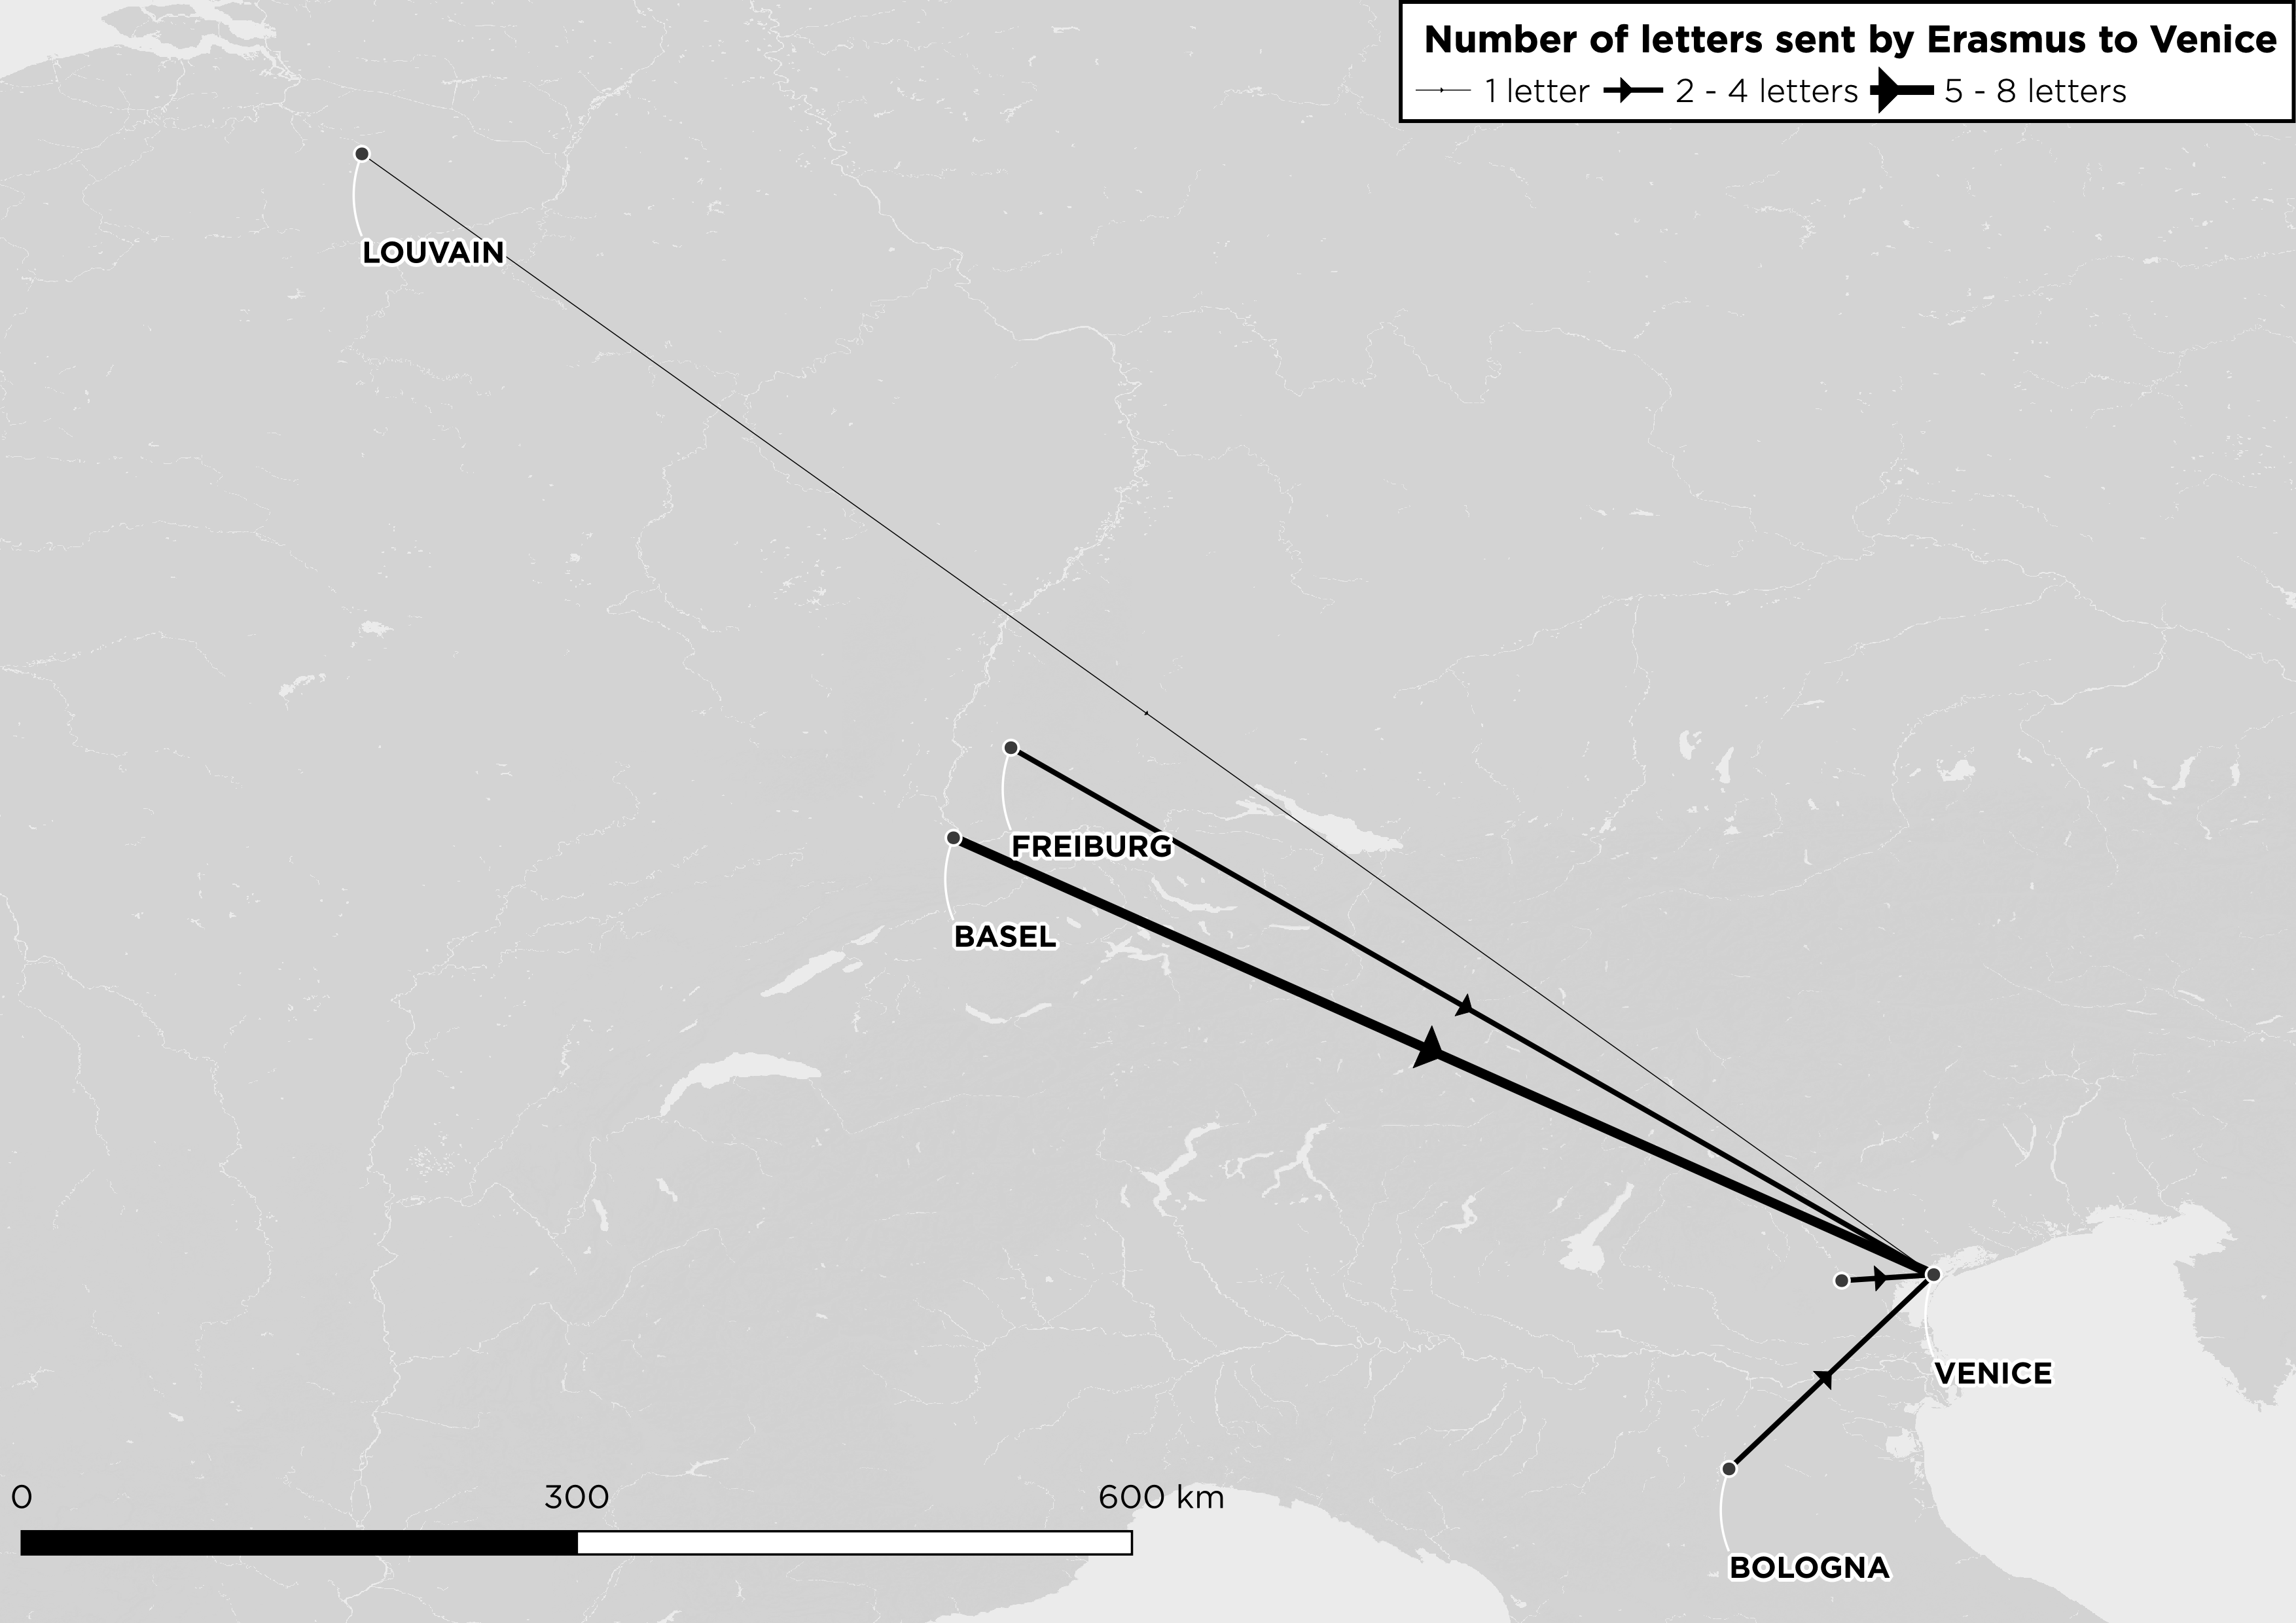 Number of letters sent by Erasmus to Venice
1 letter 2 - 4 letters 5 - 8 letters
LOUVAIN
FREIBURG
BASEL
VENICE
0 300 600 km
BOLOGNA